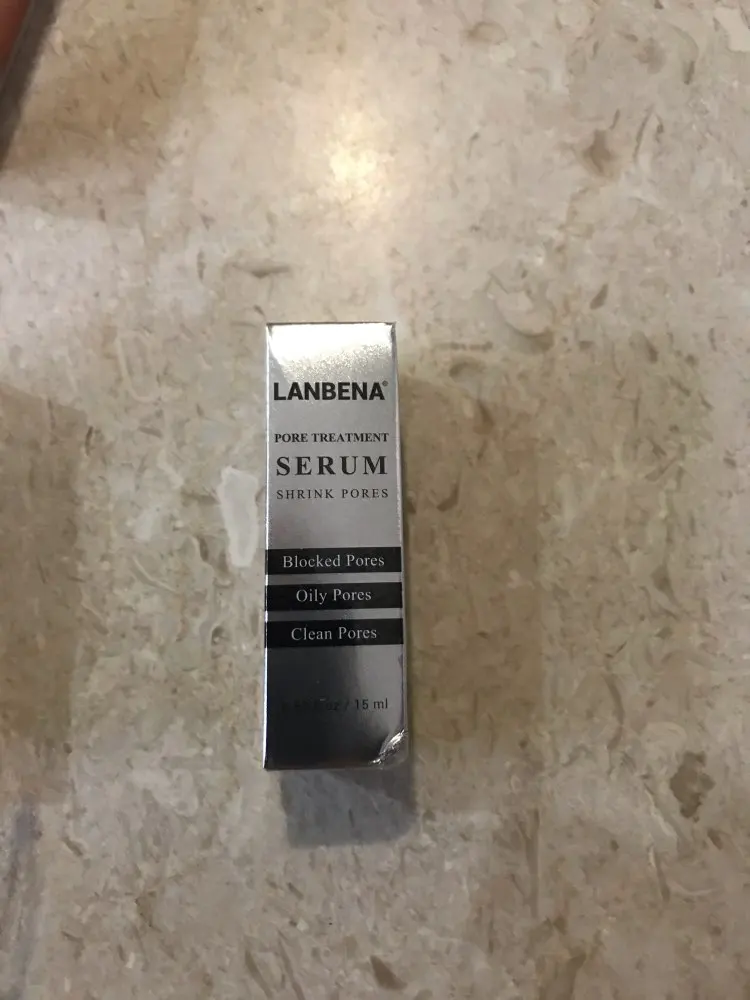 LANBENA®
PORE TREATMENT
SERUM
SHRINK PORES
Blocked Pores
Oily Pores
Clean Pores
/ 15 ml